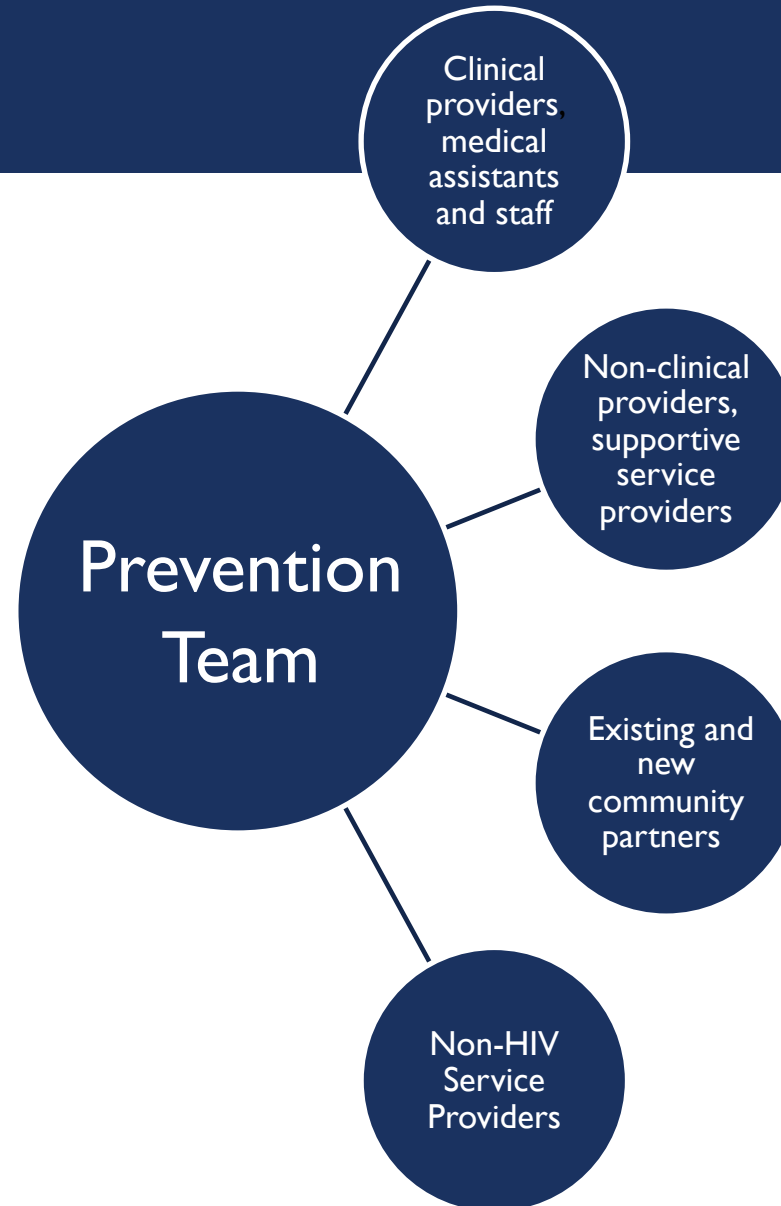 Clinical
providers,
medical
assistants
and staff
Non-clinical
providers,
supportive
service
providers
Prevention
Team
Existing and
new
community
partners
Non-HIV
Service
Providers